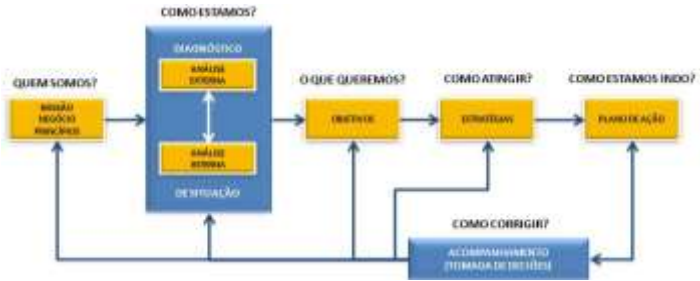 COMO ESTAMOS?
DIAGNÓSTICO
ANÁLISE
EXTERNA
QUEM SOMOS?
O QUE QUEREMOS?
COMO ATINGIR?
COMO ESTAMOS INDO?
MISSÃO
NEGÓCIO
PRINCÍPIOS
OBJETIVOS
ESTRATÉGIAS
PLANO DE AÇÃO
ANÁLISE
INTERNA
DE SITUAÇÃO
COMO CORRIGIR?
ACOMPANHAMENTO
(TOMADA DE DECISÕES)